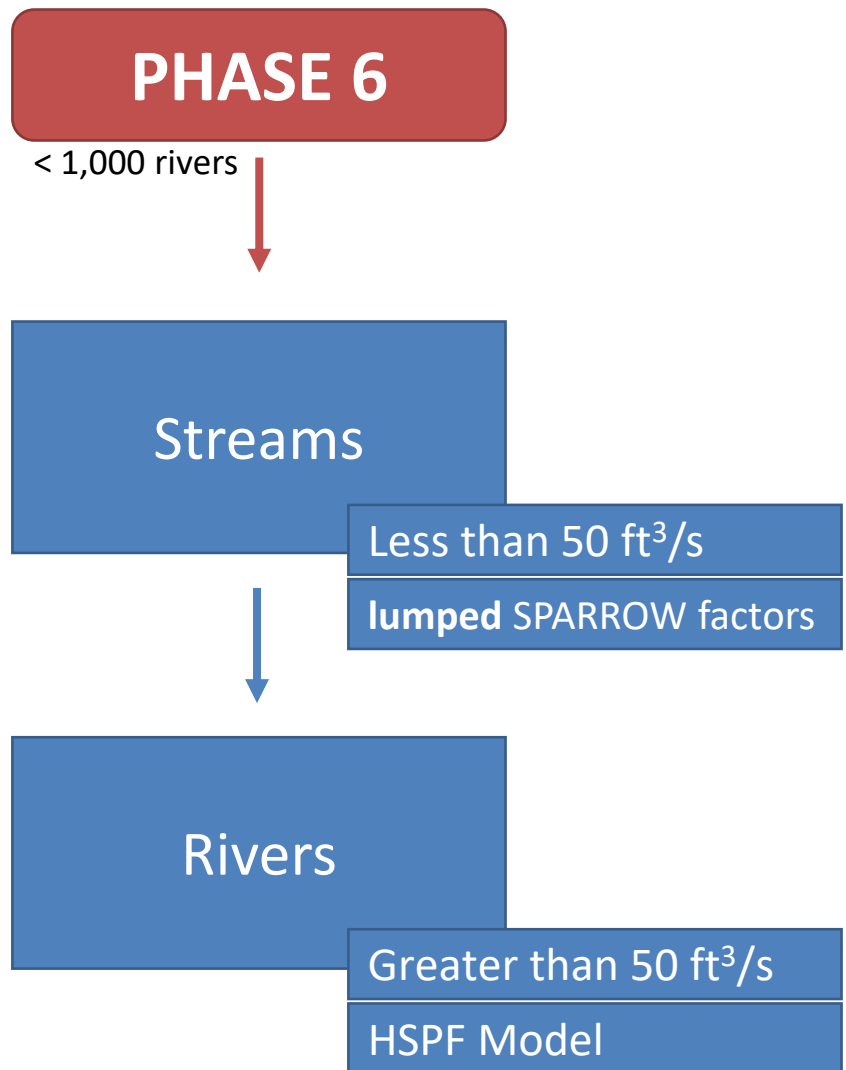 PHASE 6
< 1,000 rivers
Streams
Less than 50 ft³/s
lumped SPARROW factors
Rivers
Greater than 50 ft³/s
HSPF Model